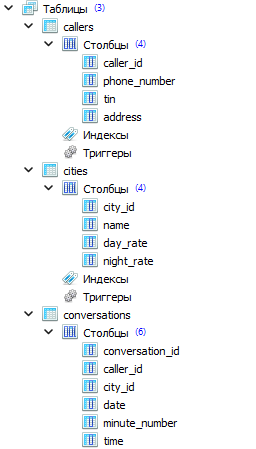 Таблицы (3)
callers
Столбцы (4)
caller_id
phone_number
tin
address
Индексы
Триггеры
cities
Столбцы (4)
city_id
name
day_rate
night_rate
Индексы
Триггеры
conversations
Столбцы (6)
conversation_id
caller_id
city_id
date
minute_number
time